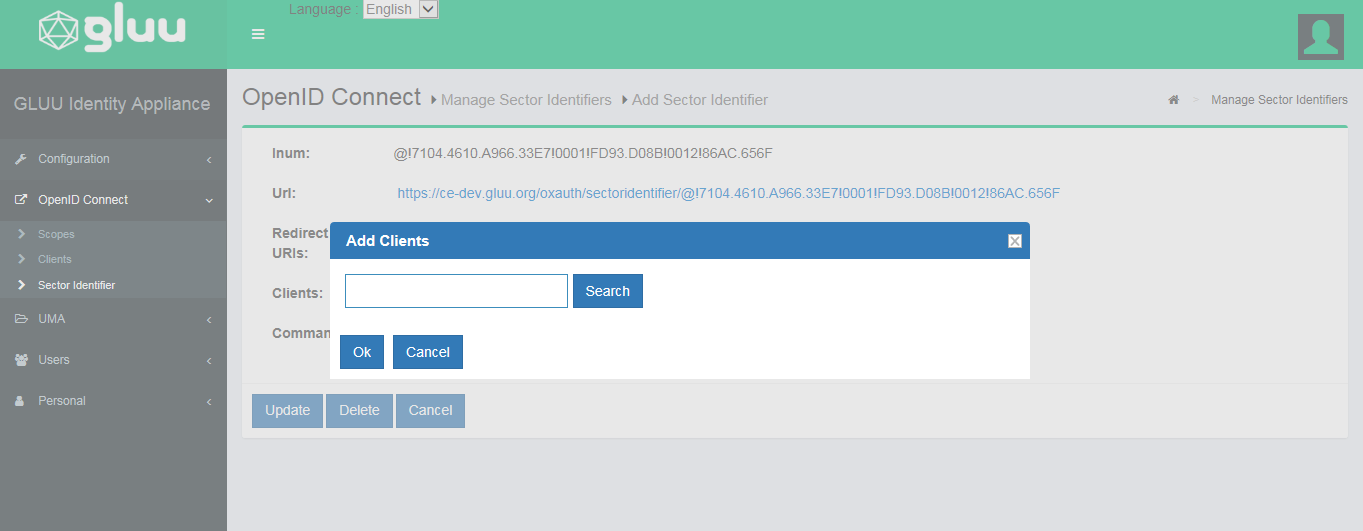 gluu
Language : English
GLUU Identity Appliance
OpenID Connect Manage Sector Identifiers Add Sector Identifier
> Manage Sector Identifiers
Configuration
OpenID Connect
Scopes
Clients
Sector Identifier
UMA
Users
Personal
Inum: @!7104.4610.A966.33E7!0001!FD93.D08B!0012!86AC.656F
Url: https://ce-dev.gluu.org/oxauth/sectoridentifier/@!7104.4610.A966.33E7!0001!FD93.D08B!0012!86AC.656F
Redirect
URIs:
Clients:
Comman
Add Clients
Search
Ok Cancel
Update Delete Cancel